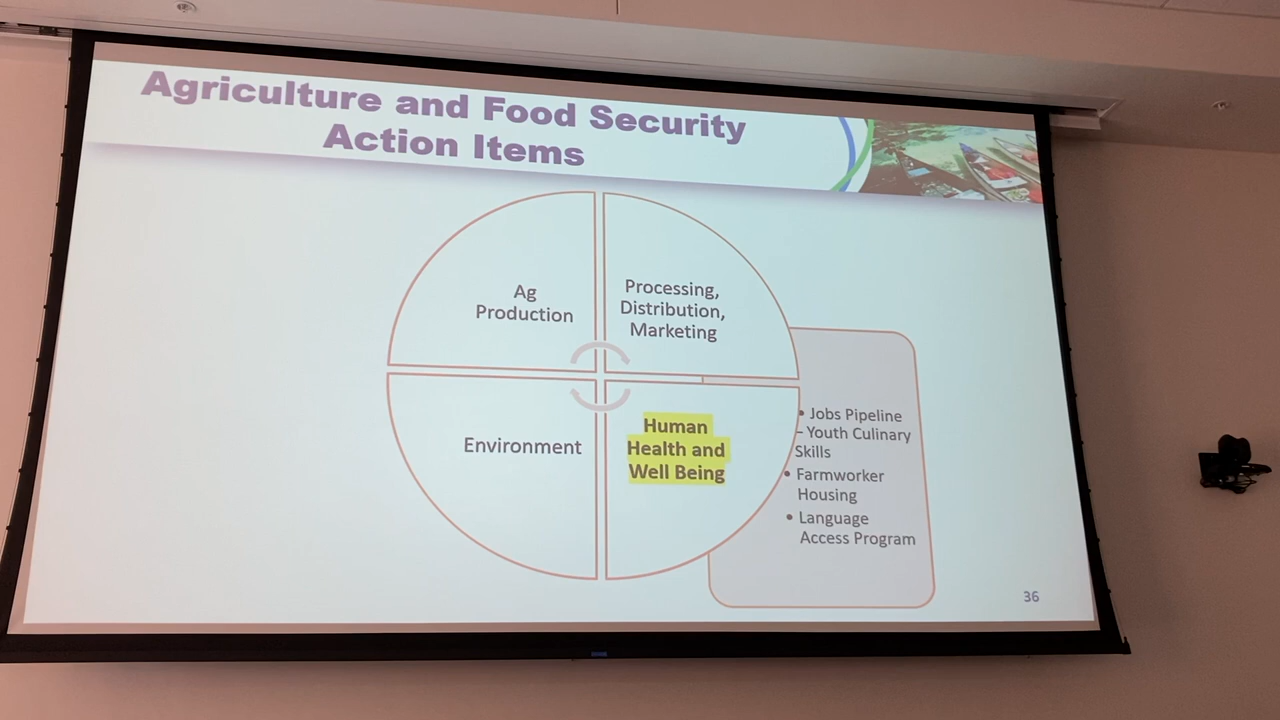 Agriculture and Food Security
Action Items
Ag
Production
Processing,
Distribution,
Marketing
Environment
Human
Health and
Well Being
• Jobs Pipeline
– Youth Culinary
Skills
• Farmworker
Housing
• Language
Access Program
36